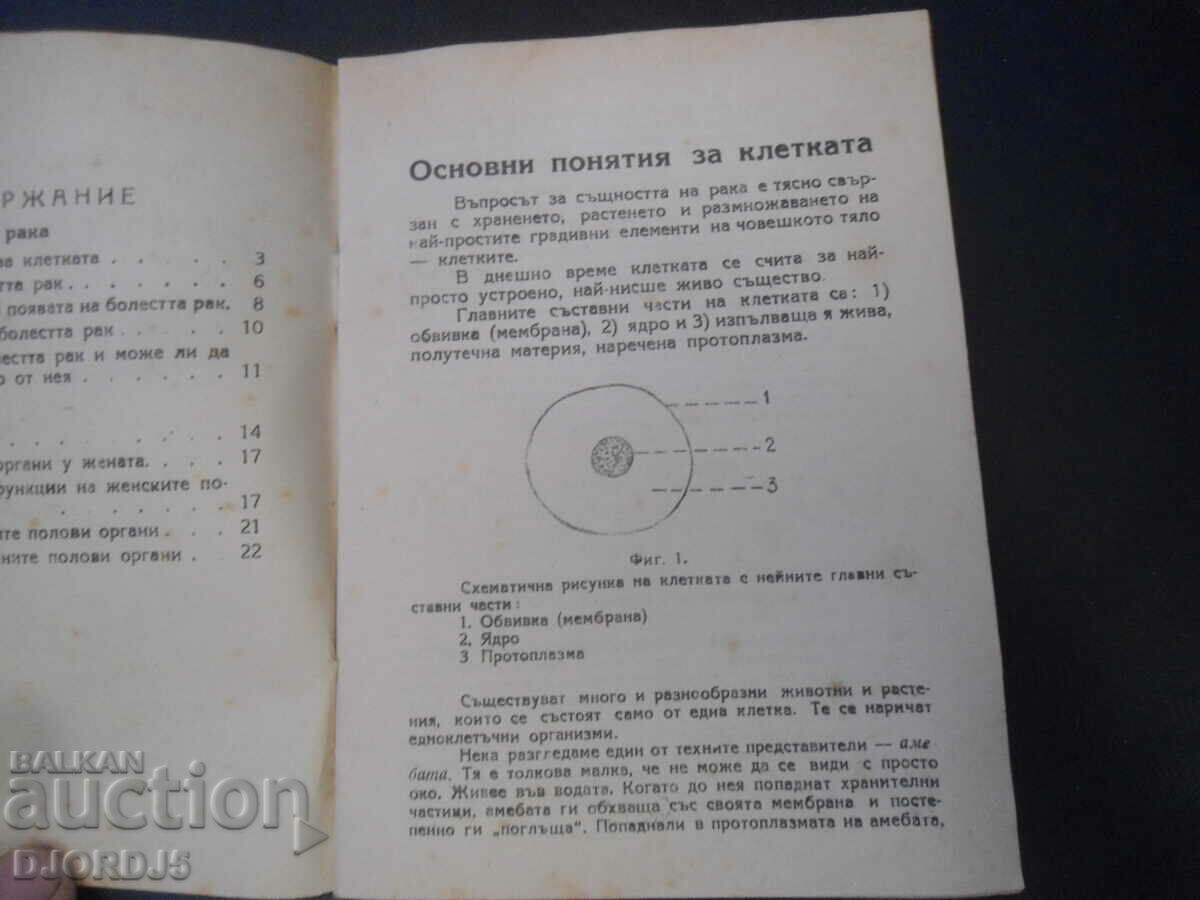 РЖАНИЕ
рака
за клетката . . . . . . 3
стта рак . . . . . . 6
появата на болестта рак. 8
болестта рак . . . . . 10
лестта рак и може ли да
о от нея . . . . . . 11
. . . . . . 14
органи у жената. . . . 17
функции на женските по-
. . . . . . 17
ите полови органи . . . 21
ните полови органи . 22
Основни понятия за клетката
Въпросът за същността на рака е тясно свър-
зан с храненето, растенето и размножаването на
най-простите градивни елементи на човешкото тяло
— клетките.
В днешно време клетката се счита за най-
просто устроено, най-нисше живо същество.
Главните съставни части на клетката са: 1)
обвивка (мембрана), 2) ядро и 3) изпълваща я жива,
полутечна материя, наречена протоплазма.
1
2
3
Фиг. 1.
Схематична рисунка на клетката с нейните главни съ-
ставни части:
1. Обвивка (мембрана)
2. Ядро
3 Протоплазма
Съществуват много и разнообразни животни и расте-
ния, които се състоят само от една клетка. Те се наричат
едноклетъчни организми.
Нека разгледаме един от техните представители — аме
бата. Тя е толкова малка, че не може да се види с просто
око. Живее във водата. Когато до нея попаднат хранителни
частици, амебата ги обхваща със своята мембрана и посте-
пенно ги „поглъща“. Попаднали в протоплазмата на амебата,
BALKAN
auction
DJORDJ5